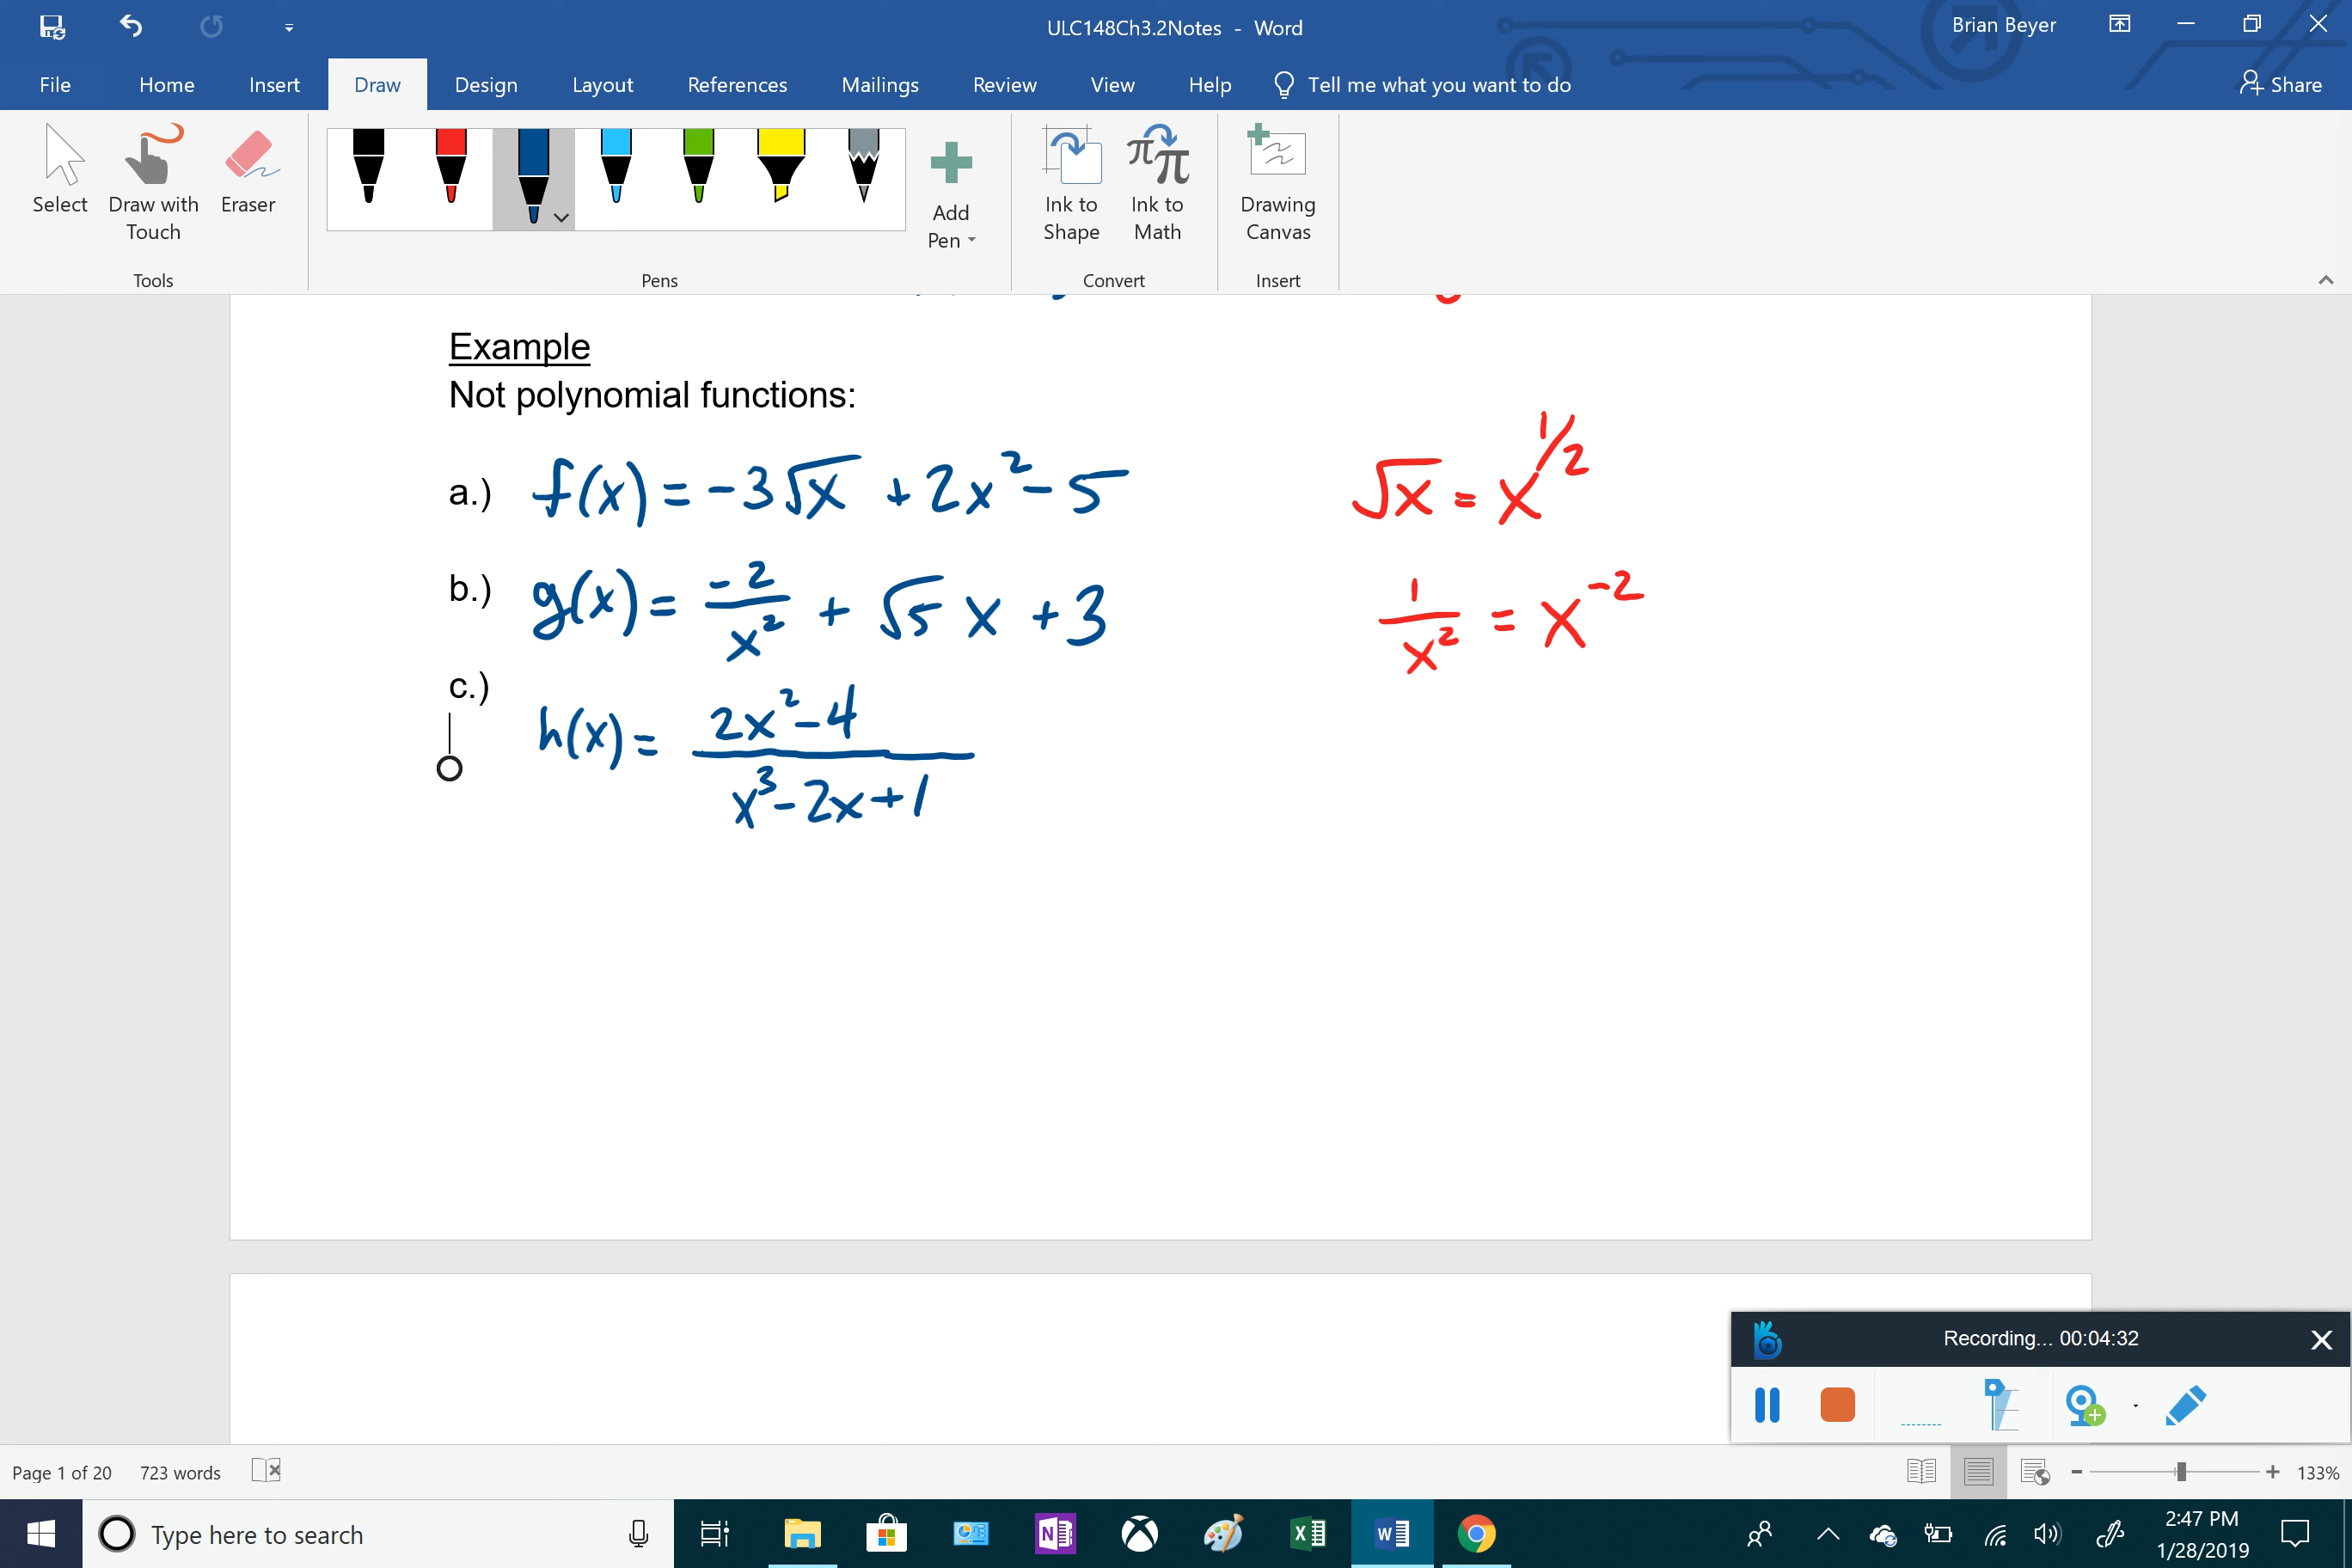 ULC148Ch3.2Notes - Word
Brian Beyer
File Home Insert Draw Design Layout References Mailings Review View Help Tell me what you want to do Share
Select Draw with Touch Eraser
Add Pen
Ink to Shape Ink to Math
Drawing Canvas
Tools Pens Convert Insert
Example
Not polynomial functions:
a.) f(x) = -3√x + 2x² - 5
√x = x^{1/2}
b.) g(x) = \frac{-2}{x²} + √5 x + 3
\frac{1}{x²} = x^{-2}
c.) h(x) = \frac{2x² - 4}{x³ - 2x + 1}
Recording... 00:04:32
Page 1 of 20 723 words
133%
Type here to search
2:47 PM
1/28/2019